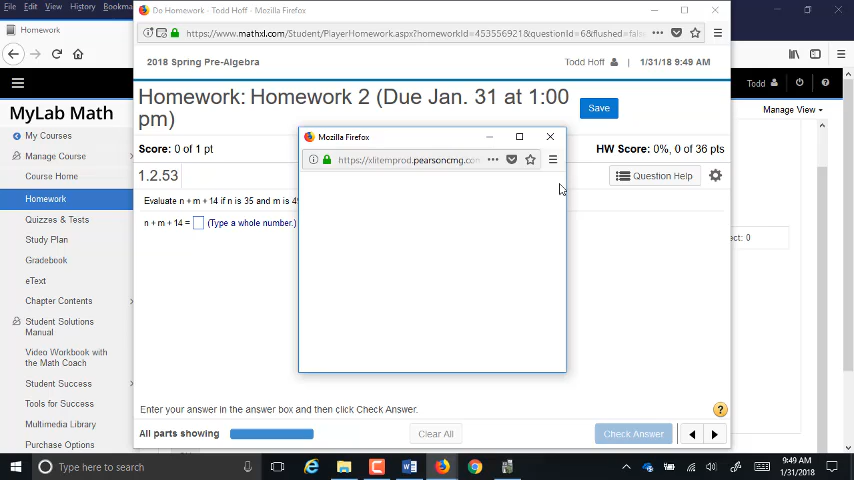 File Edit View History Bookma
Homework
Do Homework - Todd Hoff - Mozilla Firefox
https://www.mathxl.com/Student/PlayerHomework.aspx?homeworkId=453556921&questionId=6&flushed=fals
2018 Spring Pre-Algebra
Todd Hoff | 1/31/18 9:49 AM
Todd
MyLab Math
Manage View
Homework: Homework 2 (Due Jan. 31 at 1:00 pm)
Save
My Courses
Manage Course
Course Home
Homework
Quizzes & Tests
Study Plan
Gradebook
eText
Chapter Contents
Student Solutions
Manual
Video Workbook with
the Math Coach
Student Success
Tools for Success
Multimedia Library
Purchase Options
Score: 0 of 1 pt
HW Score: 0%, 0 of 36 pts
1.2.53
Question Help
Evaluate n + m + 14 if n is 35 and m is 49
n + m + 14 = (Type a whole number.)
Mozilla Firefox
https://xlitemprod.pearsoncmg.con
ect: 0
Enter your answer in the answer box and then click Check Answer.
?
All parts showing
Clear All
Check Answer
Type here to search
9:49 AM
1/31/2018